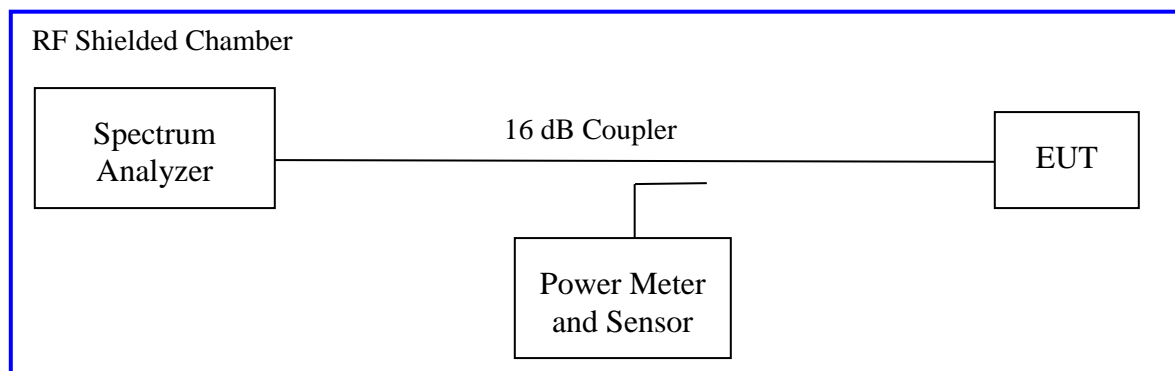 RF Shielded Chamber
Spectrum
Analyzer
16 dB Coupler
EUT
Power Meter
and Sensor